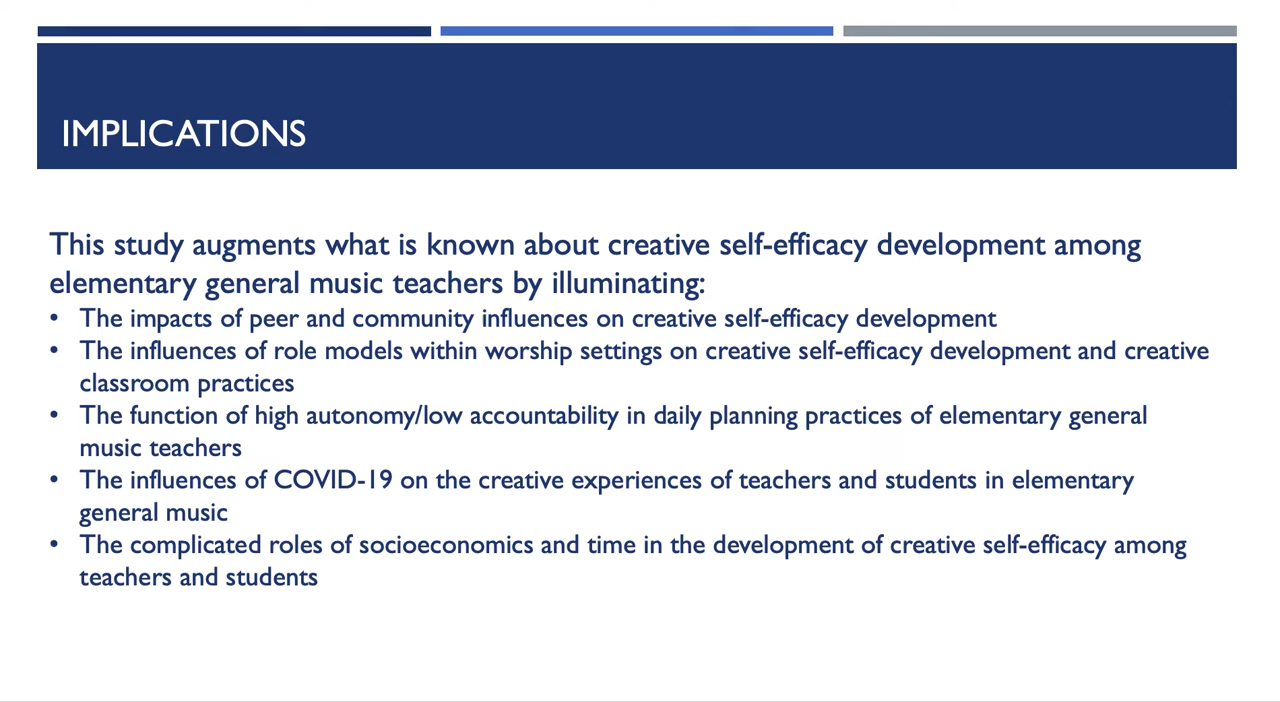 IMPLICATIONS
This study augments what is known about creative self-efficacy development among
elementary general music teachers by illuminating:
• The impacts of peer and community influences on creative self-efficacy development
• The influences of role models within worship settings on creative self-efficacy development and creative
classroom practices
• The function of high autonomy/low accountability in daily planning practices of elementary general
music teachers
• The influences of COVID-19 on the creative experiences of teachers and students in elementary
general music
• The complicated roles of socioeconomics and time in the development of creative self-efficacy among
teachers and students